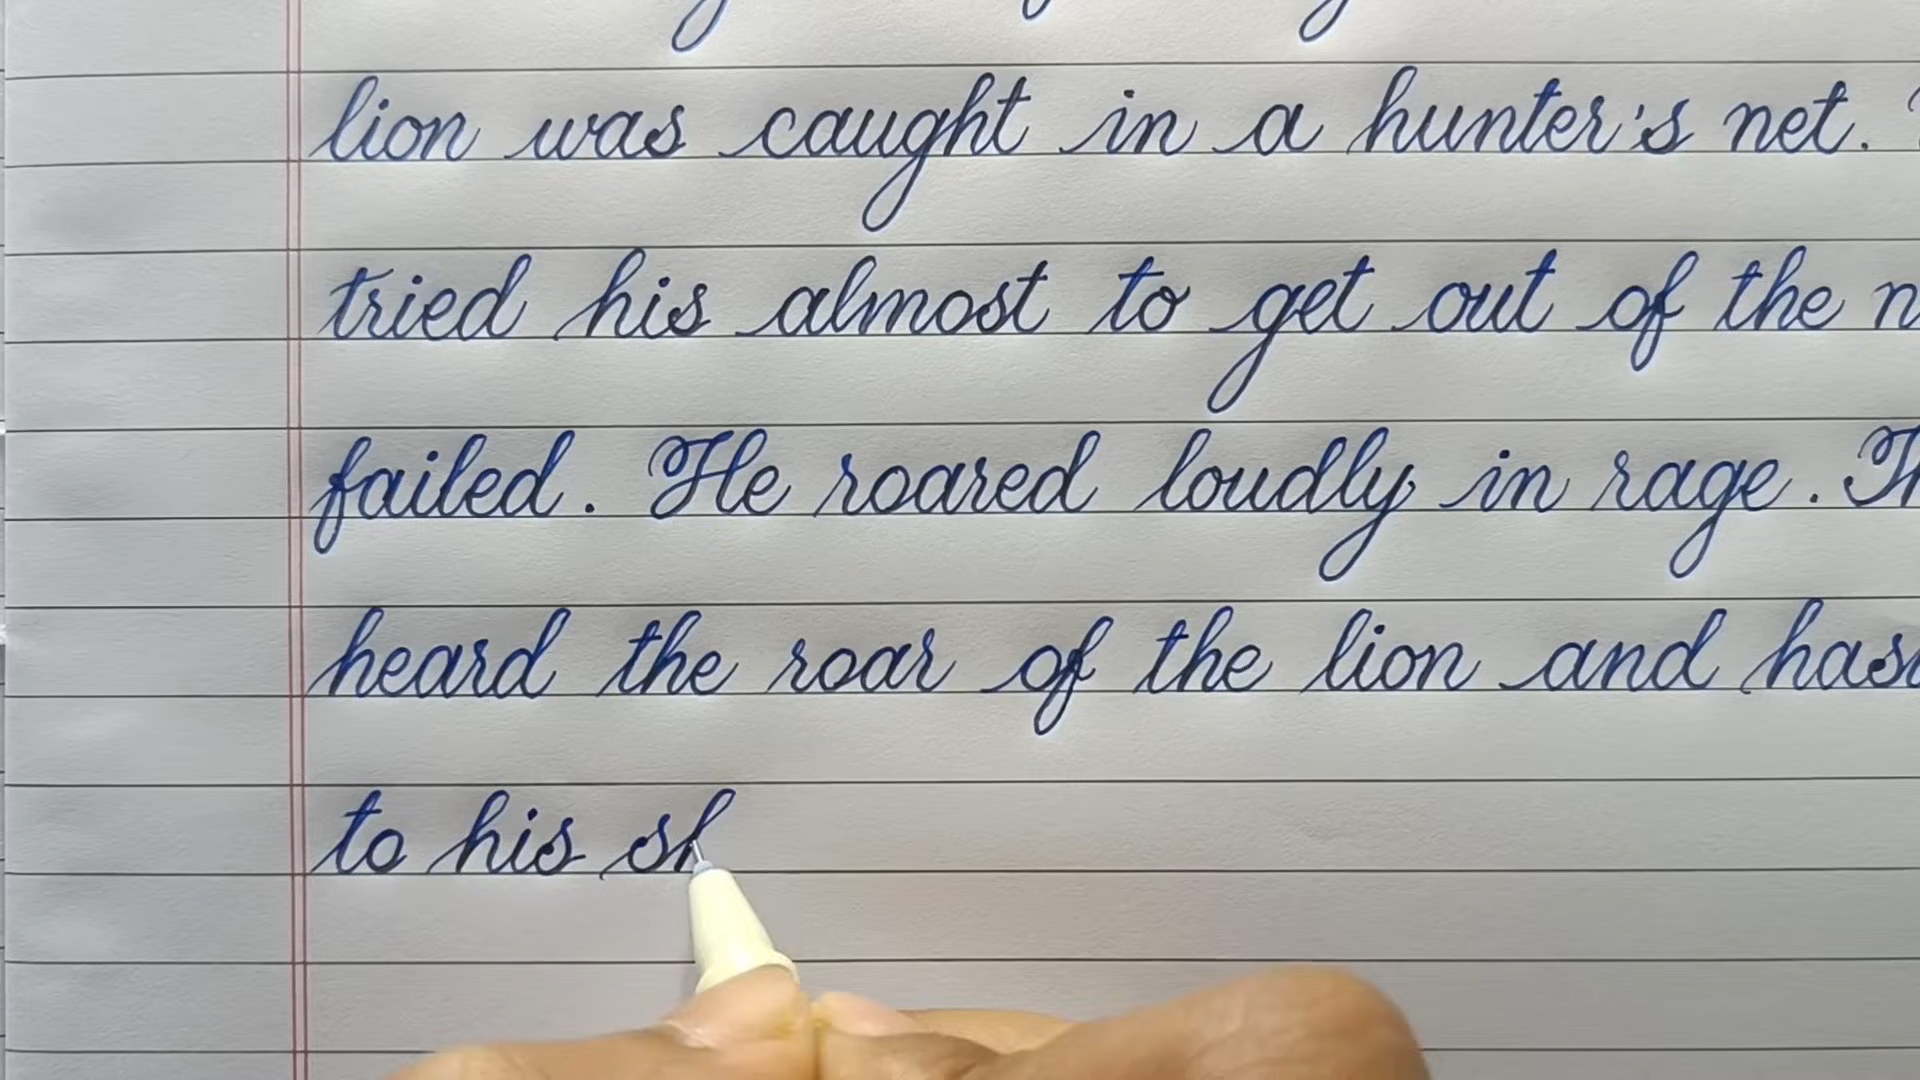 lion was caught in a hunter's net.
tried his almost to get out of the
failed. He roared loudly in rage.
heard the roar of the lion and
to his